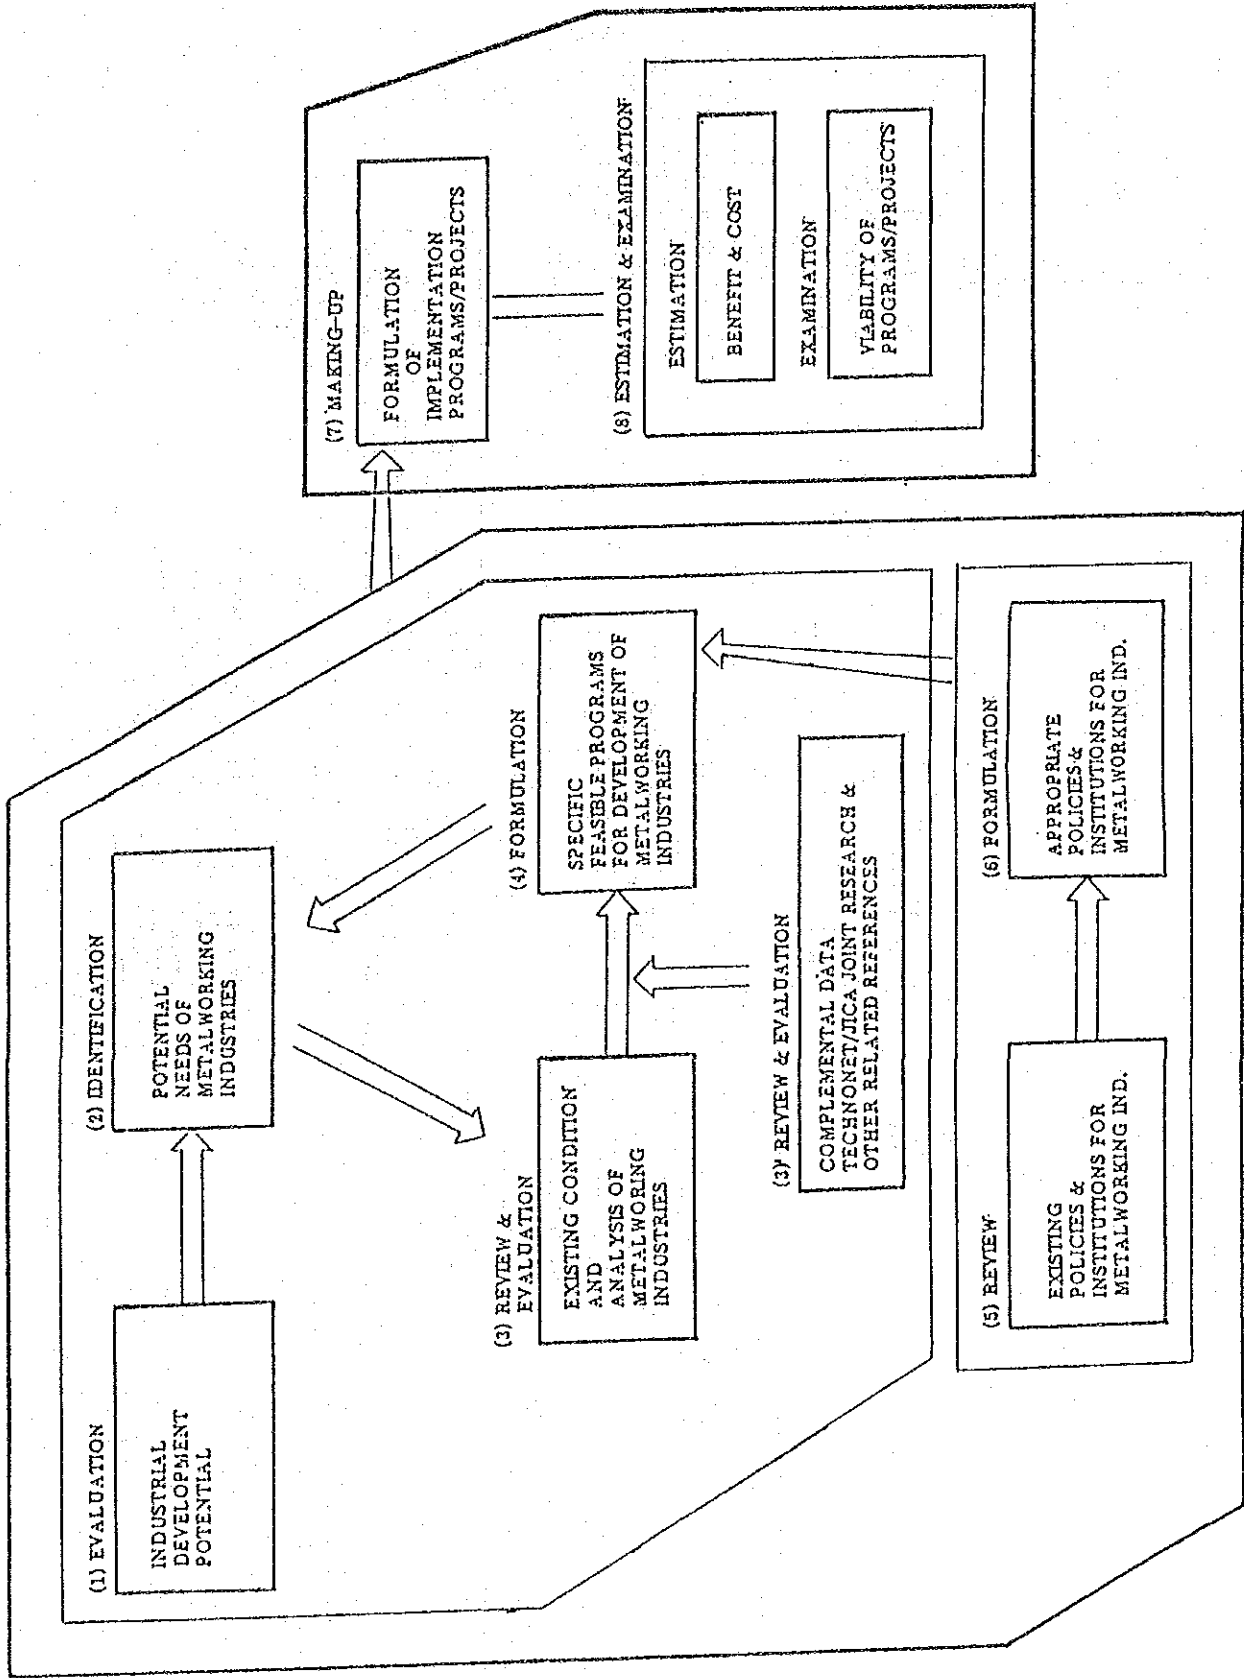 (1) EVALUATION
INDUSTRIAL
DEVELOPMENT
POTENTIAL
(2) IDENTIFICATION
POTENTIAL
NEEDS OF
METALWORKING
INDUSTRIES
(3) REVIEW &
EVALUATION
EXISTING CONDITION
AND
ANALYSIS OF
METALWORING
INDUSTRIES
(4) FORMULATION
SPECIFIC
FEASIBLE PROGRAMS
FOR DEVELOPMENT OF
METALWORKING
INDUSTRIES
(3)' REVIEW & EVALUATION
COMPLEMENTAL DATA
TECHNONET/JICA JOINT RESEARCH &
OTHER RELATED REFERENCES
(5) REVIEW
EXISTING
POLICIES &
INSTITUTIONS FOR
METALWORKING IND.
(6) FORMULATION
APPROPRIATE
POLICIES &
INSTITUTIONS FOR
METALWORKING IND.
(7) MAKING-UP
FORMULATION
OF
IMPLEMENTATION
PROGRAMS/PROJECTS
(8) ESTIMATION & EXAMINATION
ESTIMATION
BENEFIT & COST
EXAMINATION
VIABILITY OF
PROGRAMS/PROJECTS